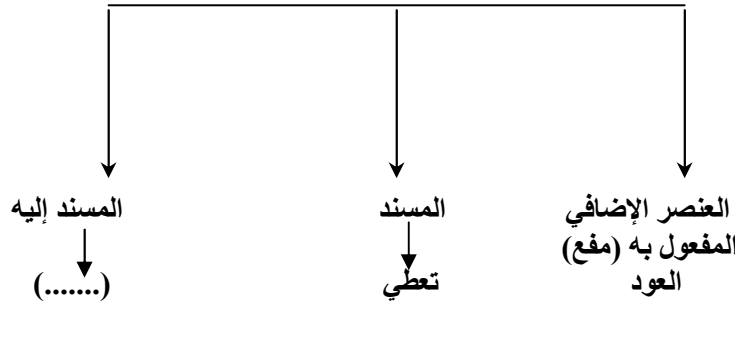 العنصر الإضافي
المفعول به (مفع)
العود
المسند
تعطي
المسند إليه
(.......)